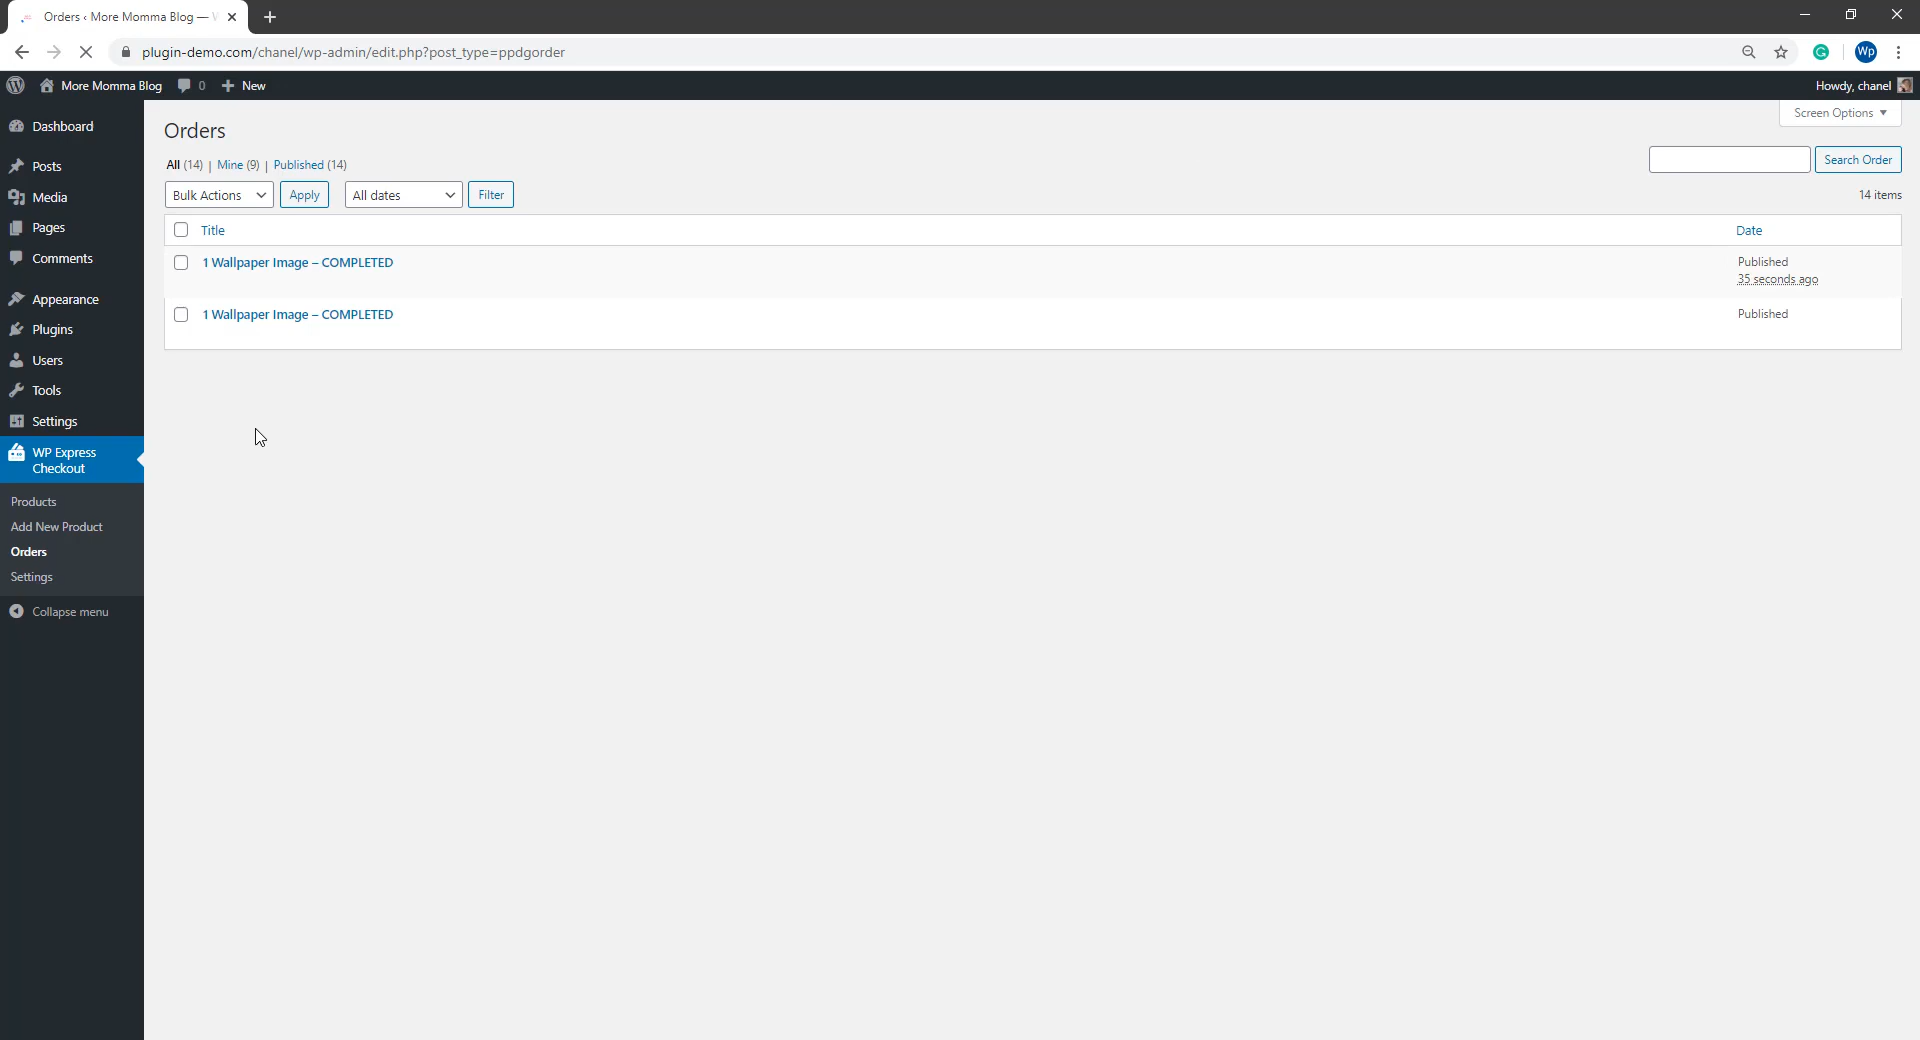 Orders ‹ More Momma Blog —
plugin-demo.com/chanel/wp-admin/edit.php?post_type=ppdgorder
Wp
More Momma Blog 0 New
Howdy, chanel
Dashboard
Posts
Media
Pages
Comments
Appearance
Plugins
Users
Tools
Settings
WP Express
Checkout
Products
Add New Product
Orders
Settings
Collapse menu
Screen Options
Orders
All (14) | Mine (9) | Published (14)
Search Order
Bulk Actions Apply All dates Filter
14 items
Title Date
1 Wallpaper Image – COMPLETED Published
35 seconds ago
1 Wallpaper Image – COMPLETED Published